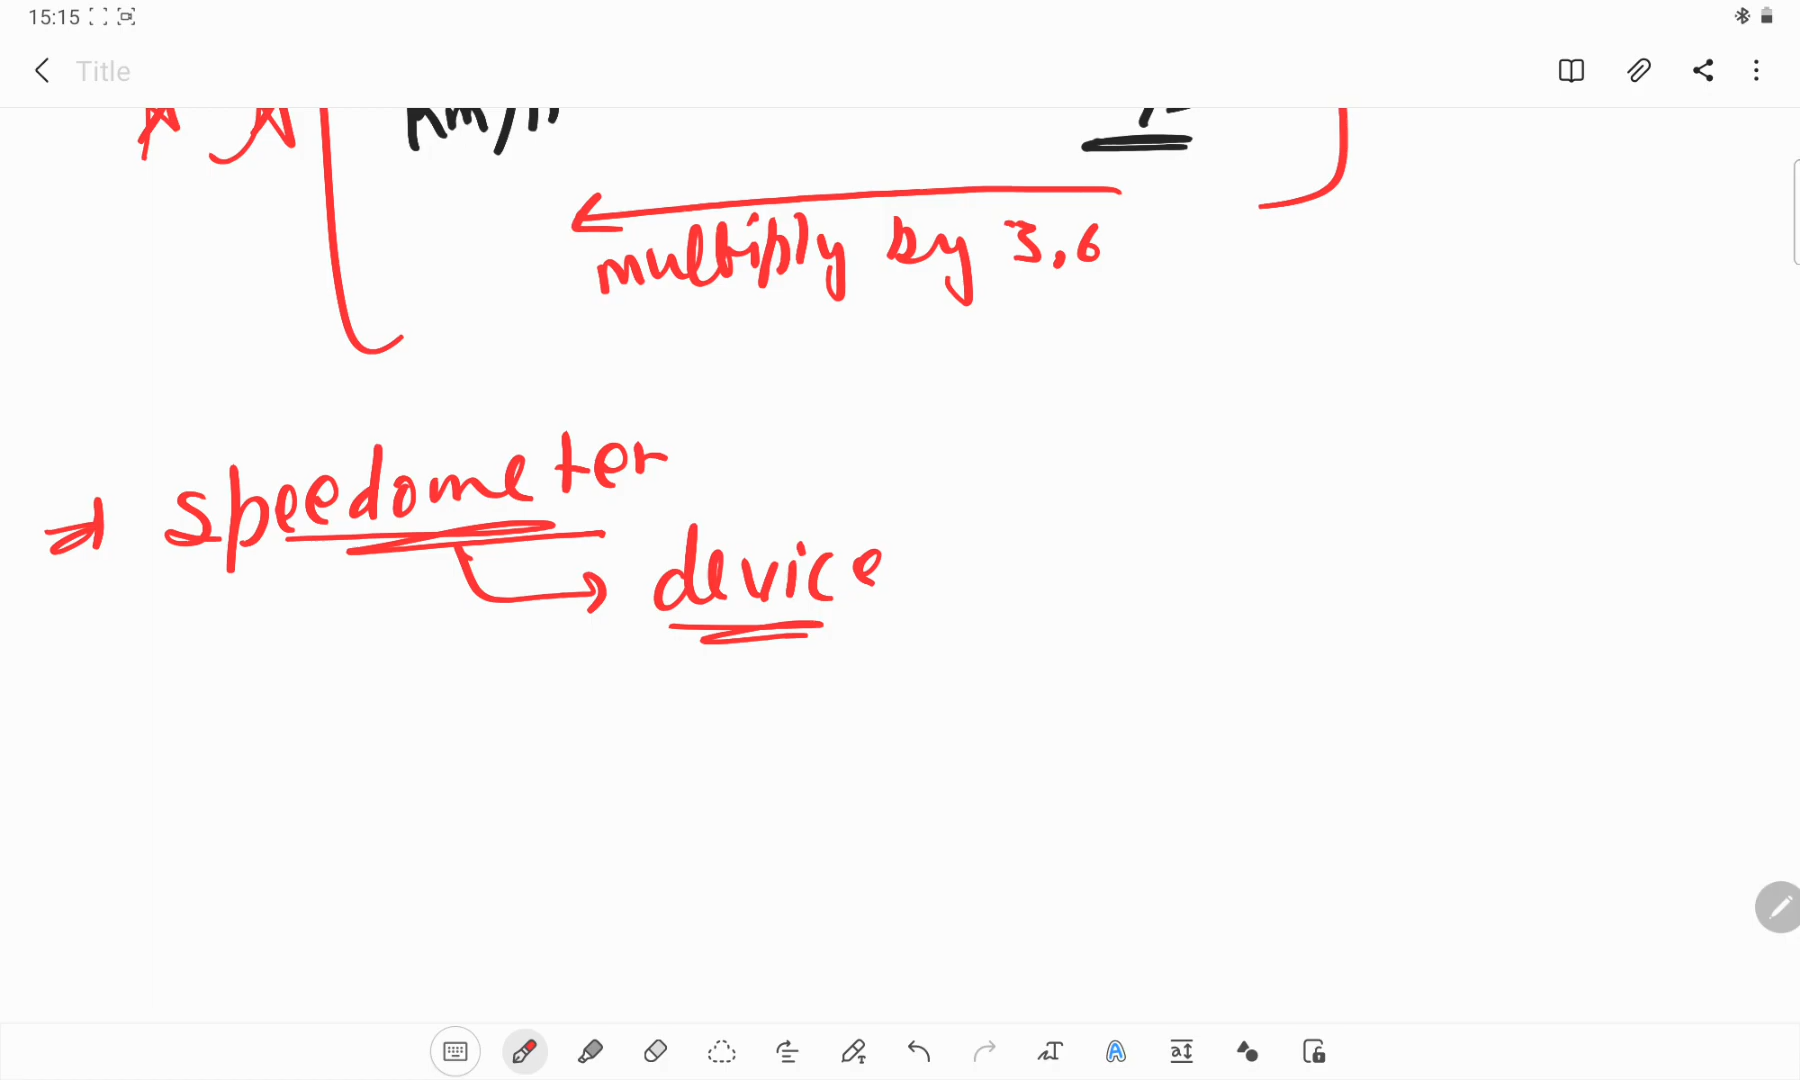 15:15
Title
km/h
multiply by 3.6
⇒ speedometer
device